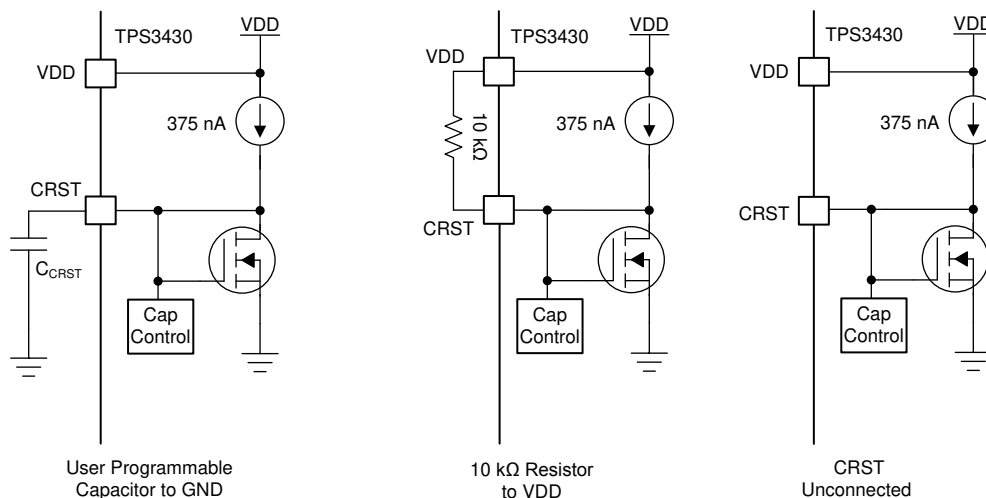 TPS3430
VDD
VDD
375 nA
CRST
C_CRST
Cap
Control
User Programmable
Capacitor to GND
TPS3430
VDD
VDD
10 kΩ
375 nA
CRST
Cap
Control
10 kΩ Resistor
to VDD
TPS3430
VDD
VDD
375 nA
CRST
Cap
Control
CRST
Unconnected